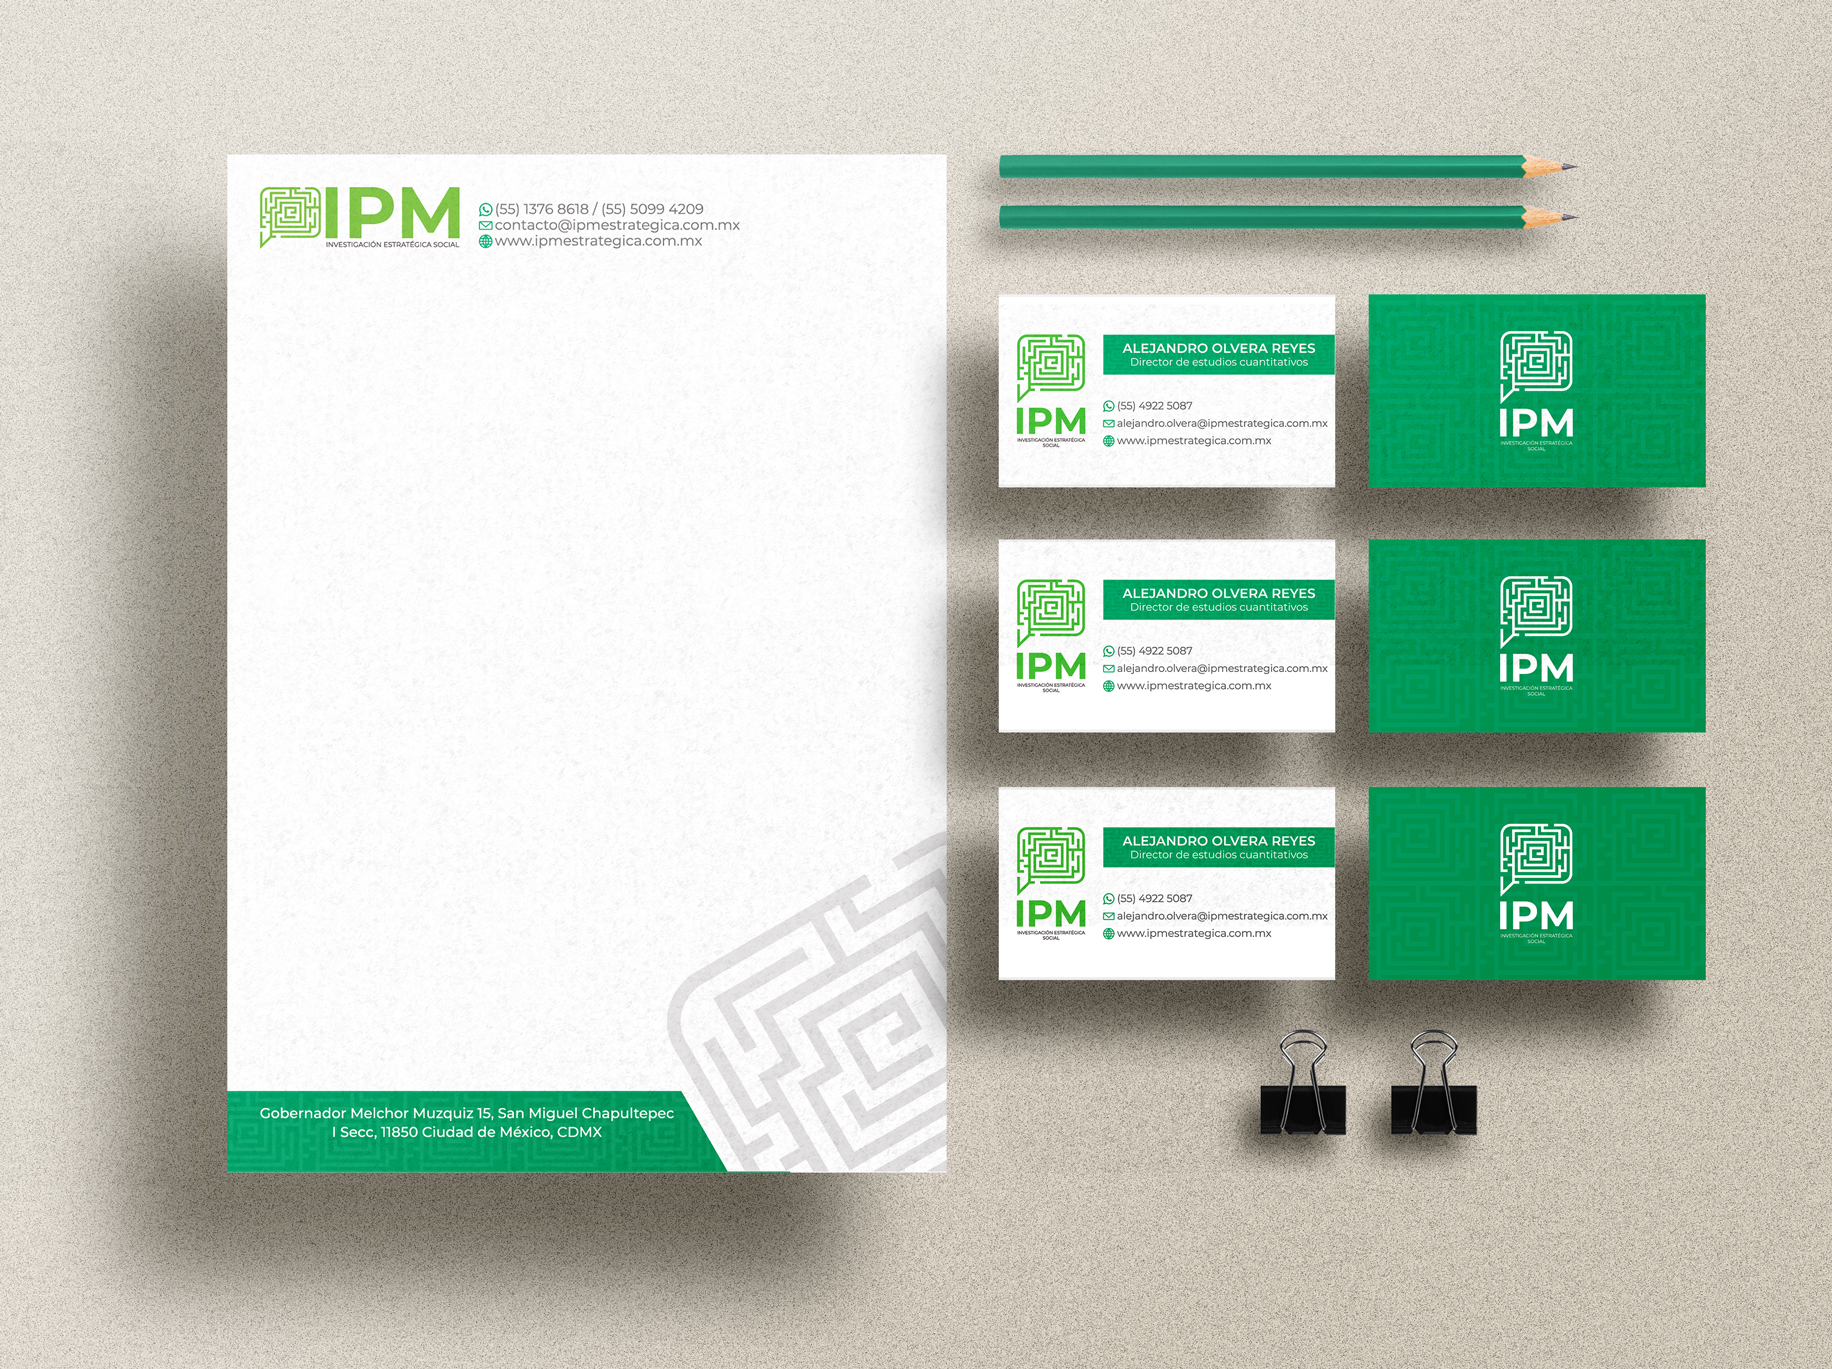 IPM
INVESTIGACIÓN ESTRATÉGICA SOCIAL
(55) 1376 8618 / (55) 5099 4209
contacto@ipmestrategica.com.mx
www.ipmestrategica.com.mx
Gobernador Melchor Muzquiz 15, San Miguel Chapultepec
I Secc, 11850 Ciudad de México, CDMX
ALEJANDRO OLVERA REYES
Director de estudios cuantitativos
(55) 4922 5087
alejandro.olvera@ipmestrategica.com.mx
www.ipmestrategica.com.mx
IPM
INVESTIGACIÓN ESTRATÉGICA
SOCIAL
IPM
INVESTIGACIÓN ESTRATÉGICA
SOCIAL
ALEJANDRO OLVERA REYES
Director de estudios cuantitativos
(55) 4922 5087
alejandro.olvera@ipmestrategica.com.mx
www.ipmestrategica.com.mx
IPM
INVESTIGACIÓN ESTRATÉGICA
SOCIAL
IPM
INVESTIGACIÓN ESTRATÉGICA
SOCIAL
ALEJANDRO OLVERA REYES
Director de estudios cuantitativos
(55) 4922 5087
alejandro.olvera@ipmestrategica.com.mx
www.ipmestrategica.com.mx
IPM
INVESTIGACIÓN ESTRATÉGICA
SOCIAL
IPM
INVESTIGACIÓN ESTRATÉGICA
SOCIAL